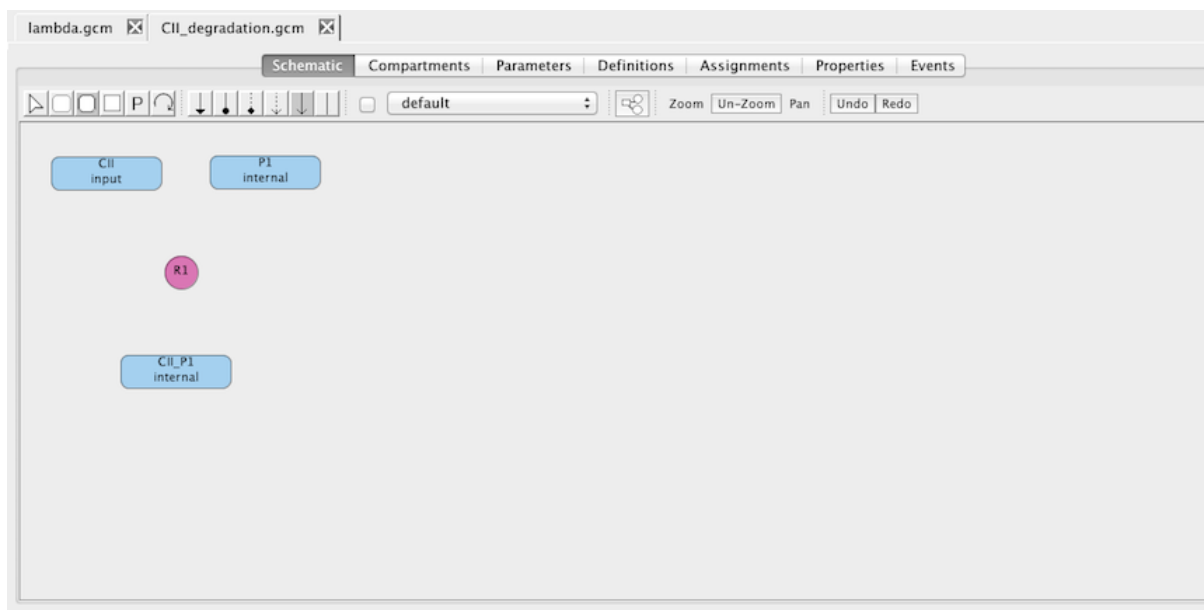 lambda.gcm CII_degradation.gcm
Schematic Compartments Parameters Definitions Assignments Properties Events
P default Zoom Un-Zoom Pan Undo Redo
CII
input
P1
internal
R1
CII_P1
internal